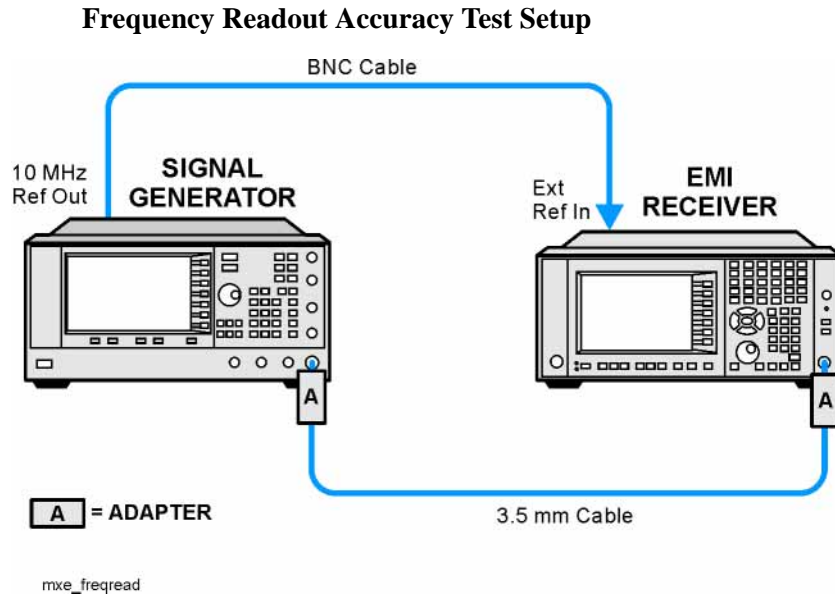 Frequency Readout Accuracy Test Setup
BNC Cable
10 MHz
Ref Out
SIGNAL
GENERATOR
Ext
Ref In
EMI
RECEIVER
A
A
A = ADAPTER
3.5 mm Cable
mxe_freqread